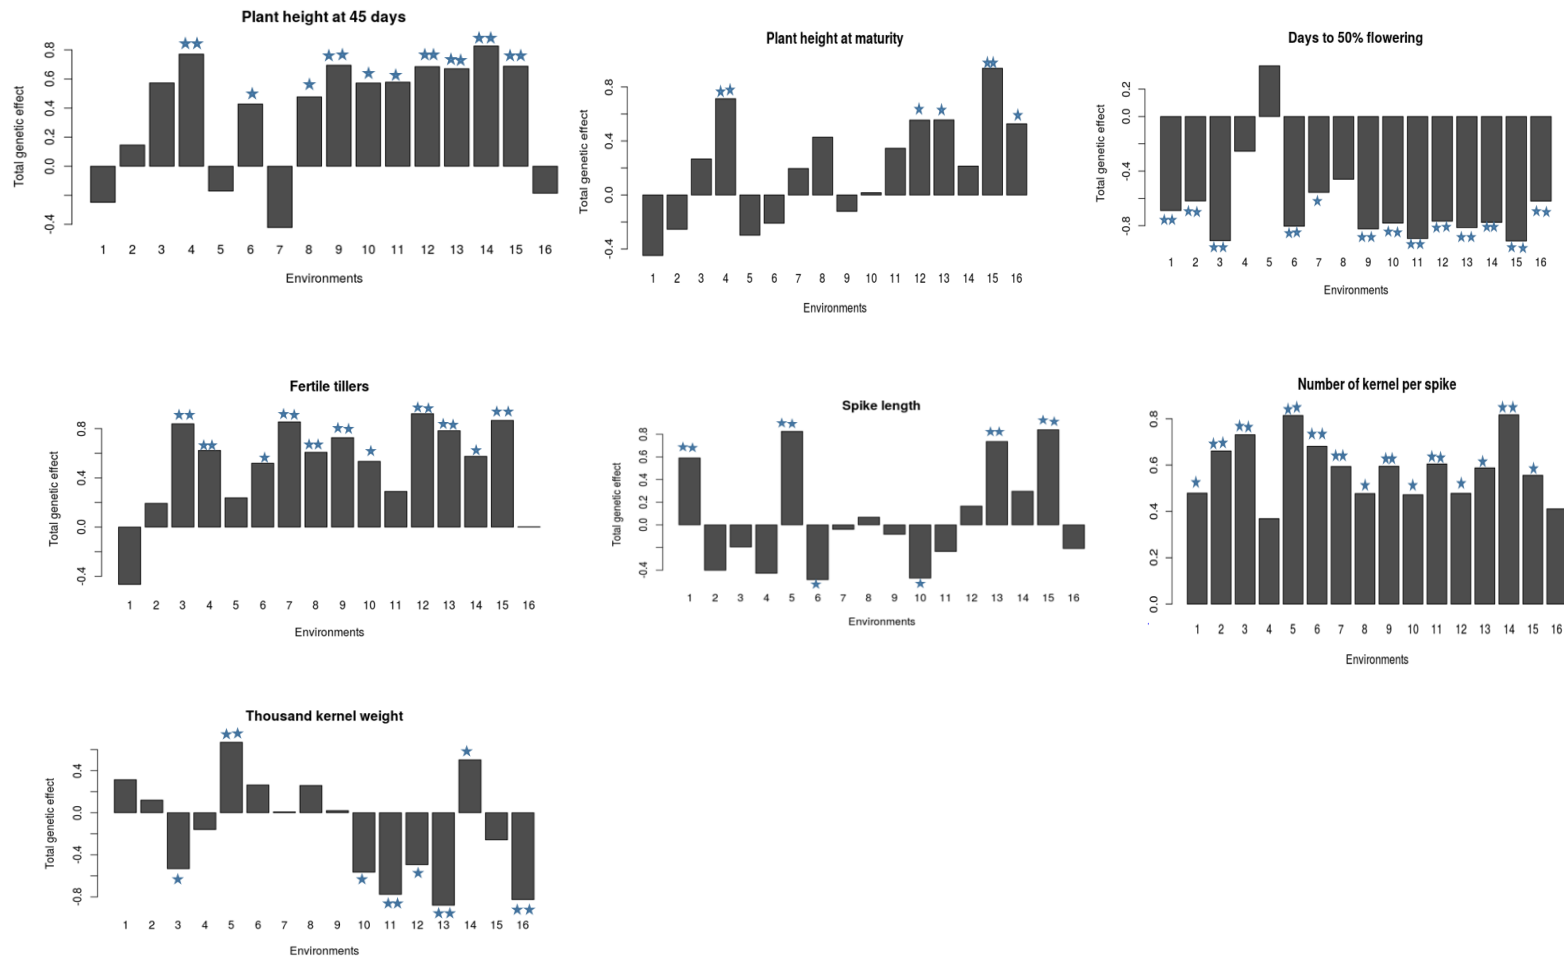 Plant height at 45 days
Total genetic effect
0.8
0.6
0.4
0.2
0.0
-0.4
1 2 3 4 5 6 7 8 9 10 11 12 13 14 15 16
Environments
Plant height at maturity
Total genetic effect
0.8
0.4
0.0
-0.4
1 2 3 4 5 6 7 8 9 10 11 12 13 14 15 16
Environments
Days to 50% flowering
Total genetic effect
0.2
0.0
-0.4
-0.8
1 2 3 4 5 6 7 8 9 10 11 12 13 14 15 16
Environments
Fertile tillers
Total genetic effect
0.8
0.4
0.0
-0.4
1 2 3 4 5 6 7 8 9 10 11 12 13 14 15 16
Environments
Spike length
Total genetic effect
0.8
0.6
0.4
0.2
0.0
-0.4
1 2 3 4 5 6 7 8 9 10 11 12 13 14 15 16
Environments
Number of kernel per spike
Total genetic effect
0.8
0.6
0.4
0.2
0.0
1 2 3 4 5 6 7 8 9 10 11 12 13 14 15 16
Environments
Thousand kernel weight
Total genetic effect
0.4
0.0
-0.4
-0.8
1 2 3 4 5 6 7 8 9 10 11 12 13 14 15 16
Environments